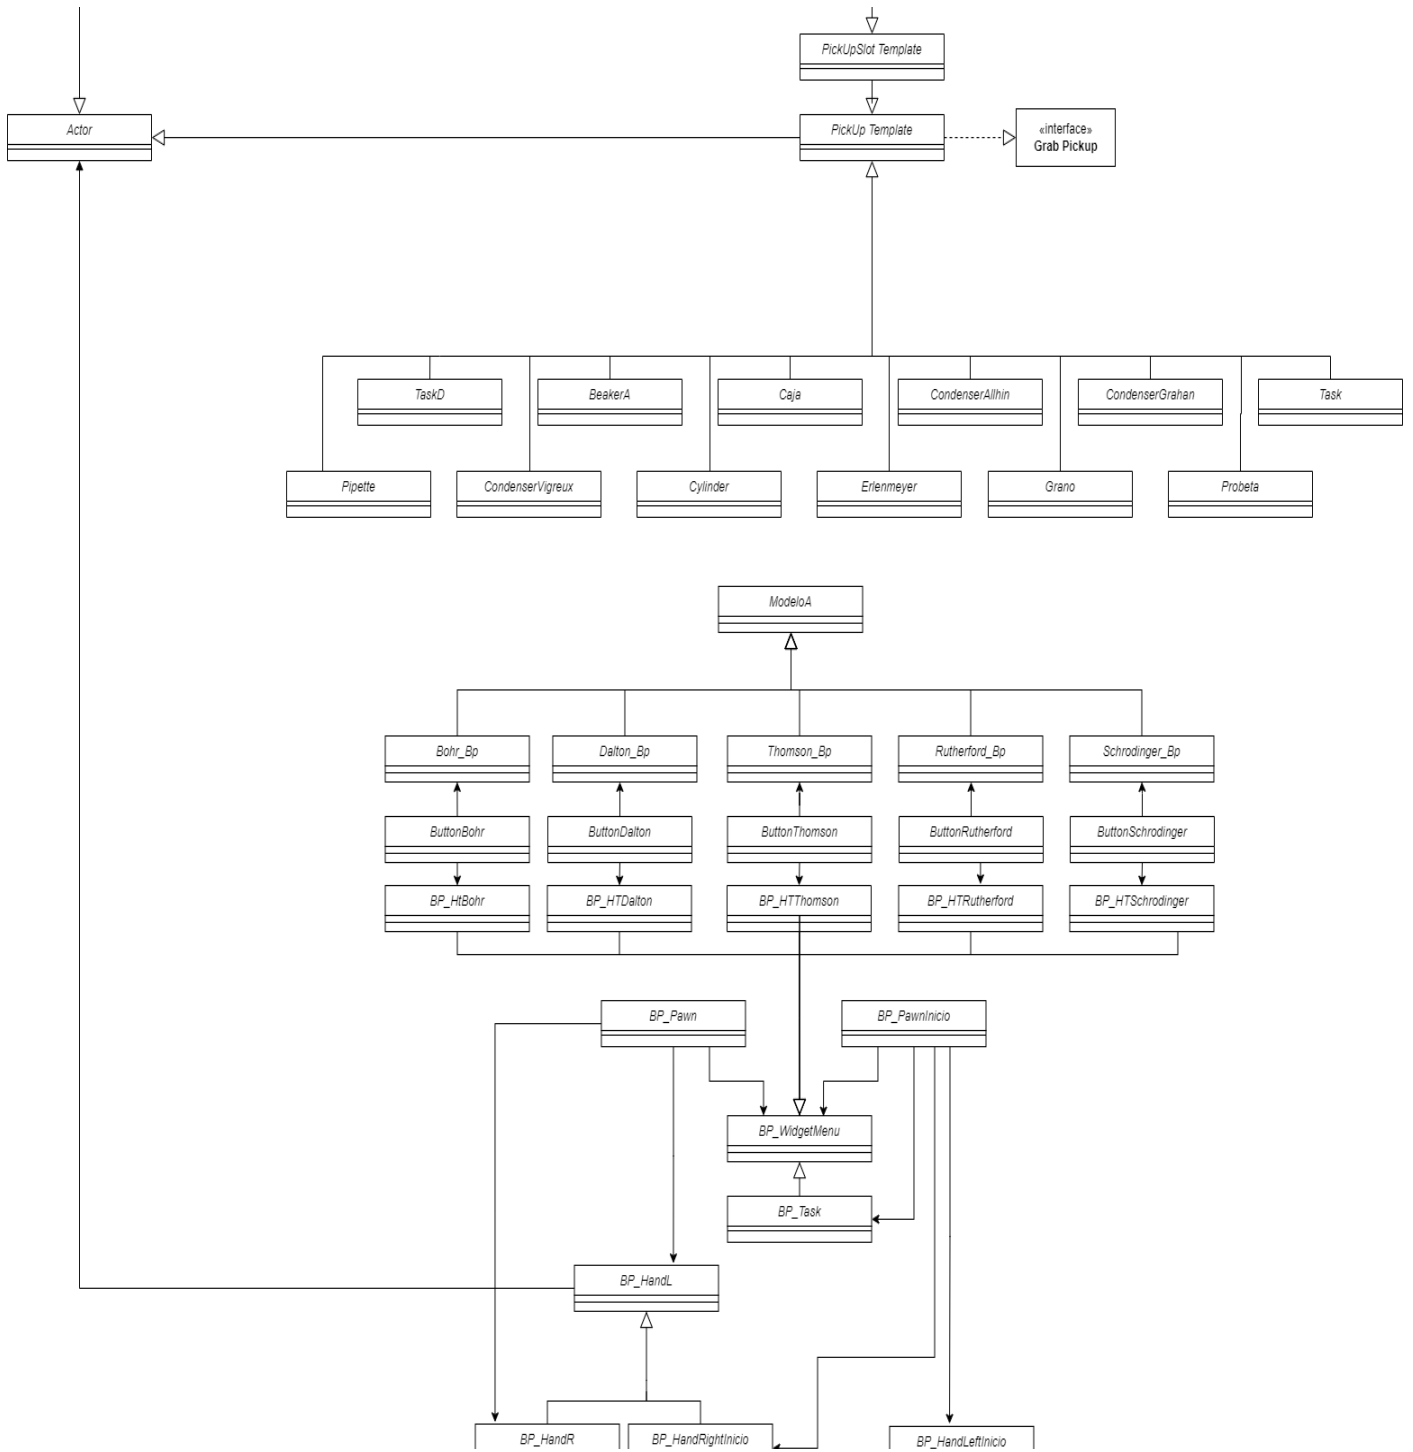 PickUpSlot Template
Actor
PickUp Template
«interface»
Grab Pickup
TaskD
BeakerA
Caja
CondenserAllhin
CondenserGrahan
Task
Pipette
CondenserVigreux
Cylinder
Erlenmeyer
Grano
Probeta
ModeloA
Bohr_Bp
Dalton_Bp
Thomson_Bp
Rutherford_Bp
Schrodinger_Bp
ButtonBohr
ButtonDalton
ButtonThomson
ButtonRutherford
ButtonSchrodinger
BP_HtBohr
BP_HTDalton
BP_HTThomson
BP_HTRutherford
BP_HTSchrodinger
BP_Pawn
BP_PawnInicio
BP_WidgetMenu
BP_Task
BP_HandL
BP_HandR
BP_HandRightInicio
BP_HandLeftInicio